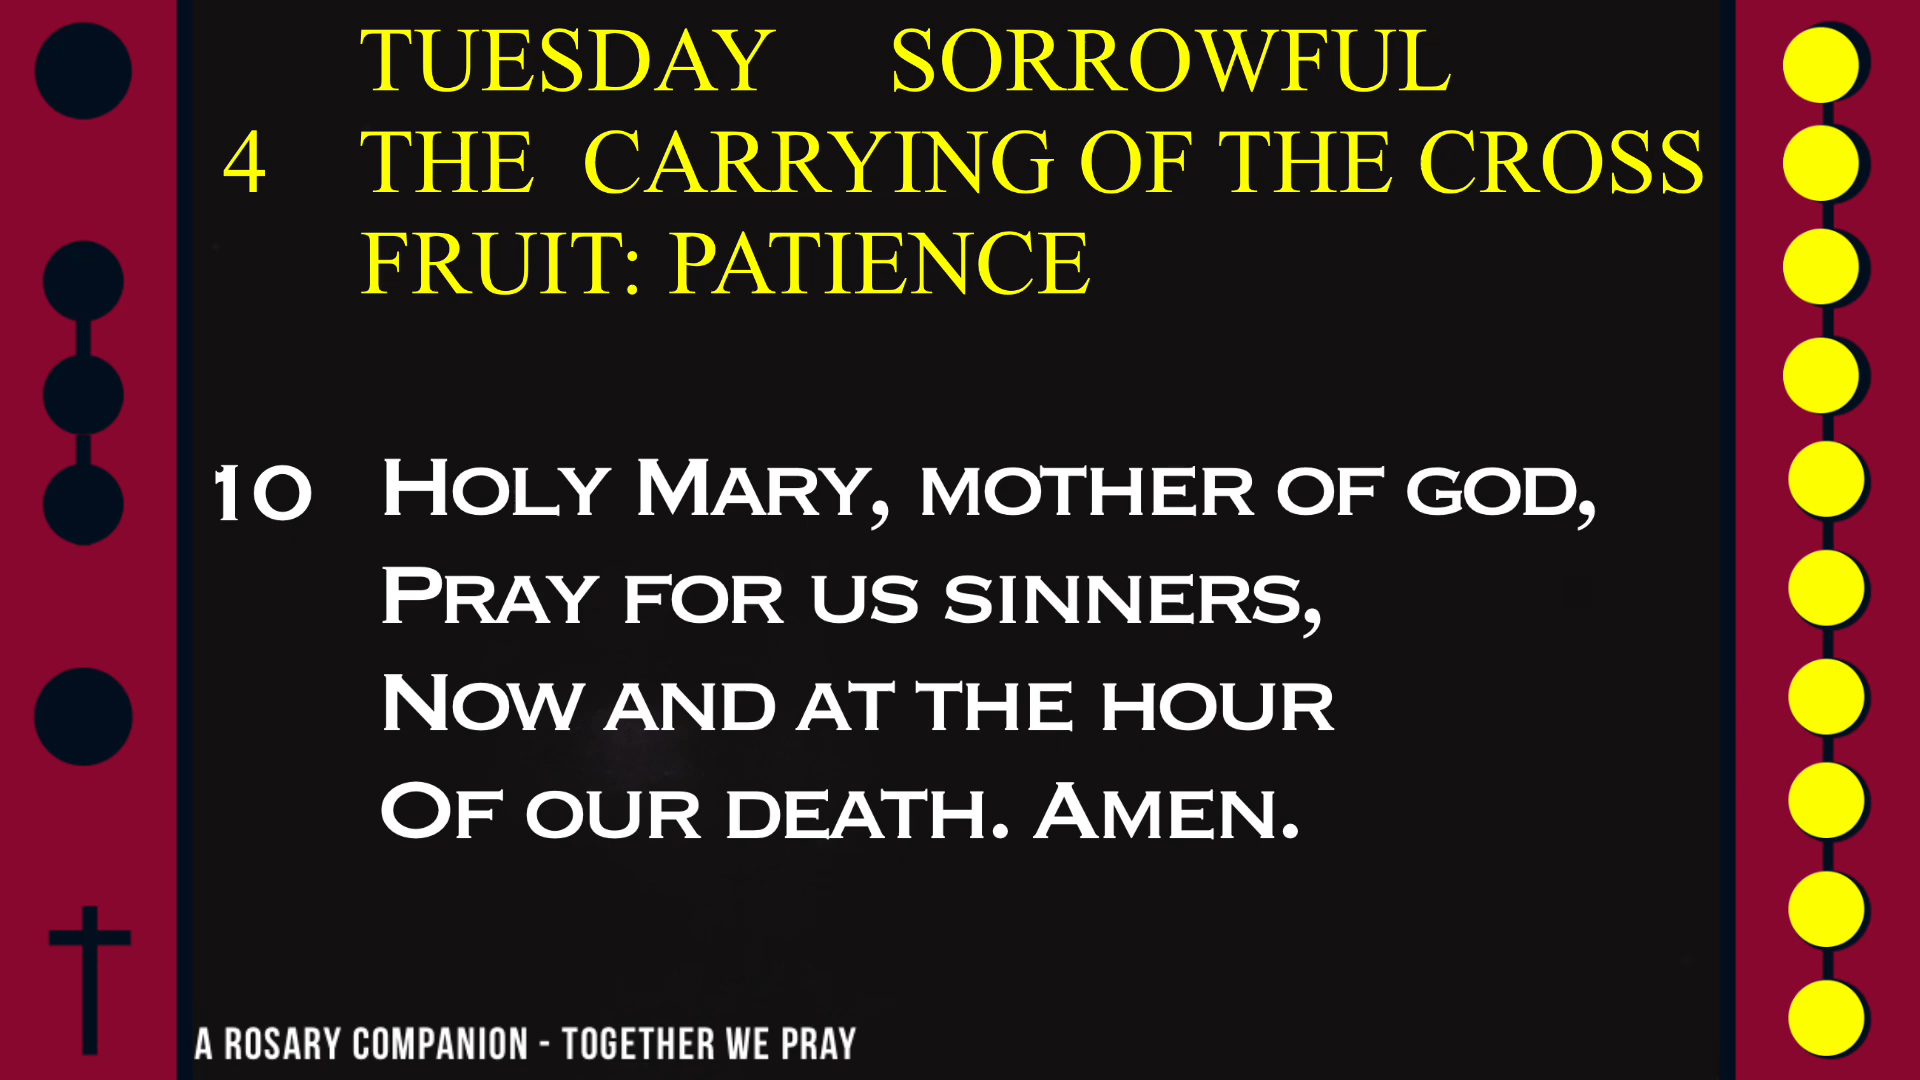 TUESDAY SORROWFUL
4 THE CARRYING OF THE CROSS
FRUIT: PATIENCE
10 HOLY MARY, MOTHER OF GOD,
PRAY FOR US SINNERS,
NOW AND AT THE HOUR
OF OUR DEATH. AMEN.
A ROSARY COMPANION - TOGETHER WE PRAY